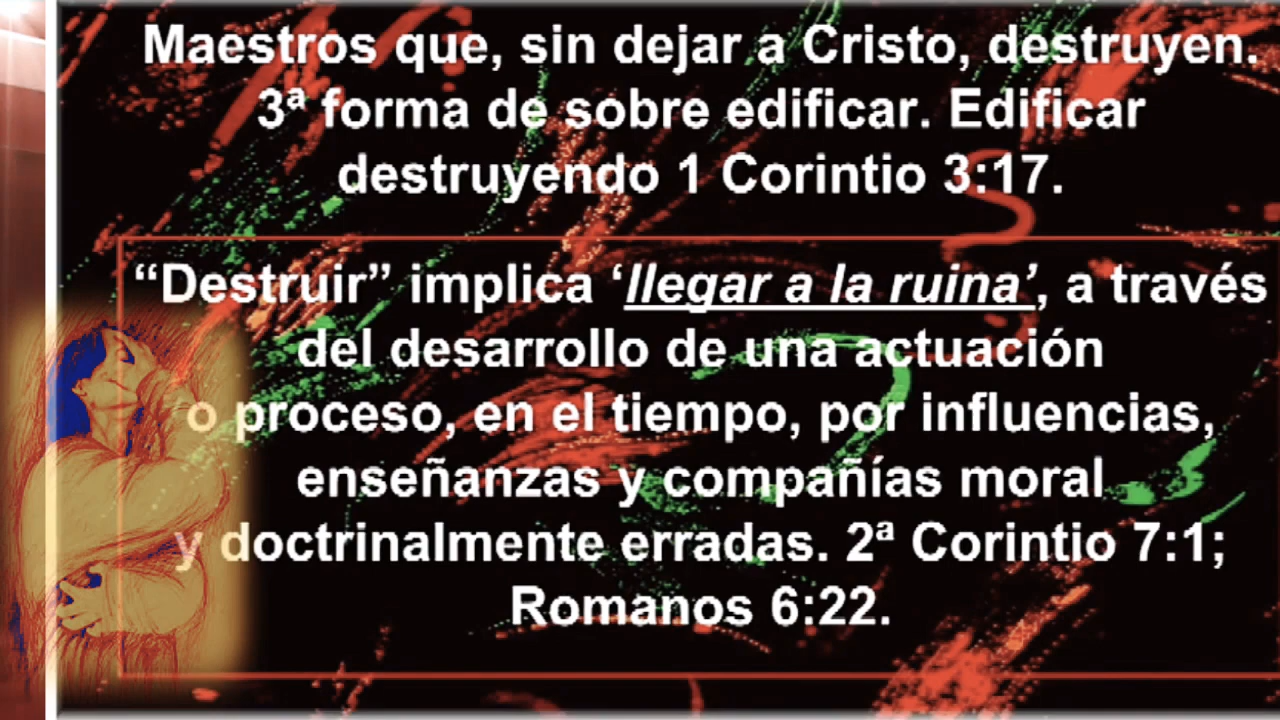 Maestros que, sin dejar a Cristo, destruyen.
3ª forma de sobre edificar. Edificar
destruyendo 1 Corintio 3:17.
“Destruir” implica ‘llegar a la ruina’, a través
del desarrollo de una actuación
o proceso, en el tiempo, por influencias,
enseñanzas y compañías moral
y doctrinalmente erradas. 2ª Corintio 7:1;
Romanos 6:22.